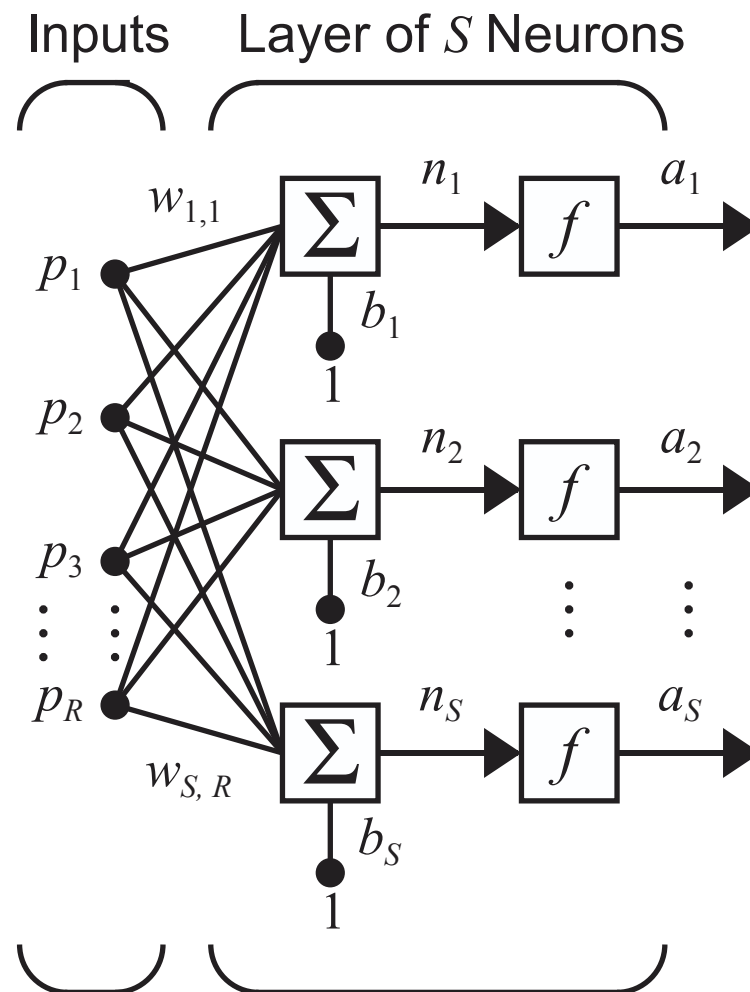 Inputs Layer of S Neurons
w1,1 n1 a1
Σ f
p1
b1
1
p2
n2 a2
Σ f
p3
b2
1
pR
nS aS
wS, R
Σ f
bS
1